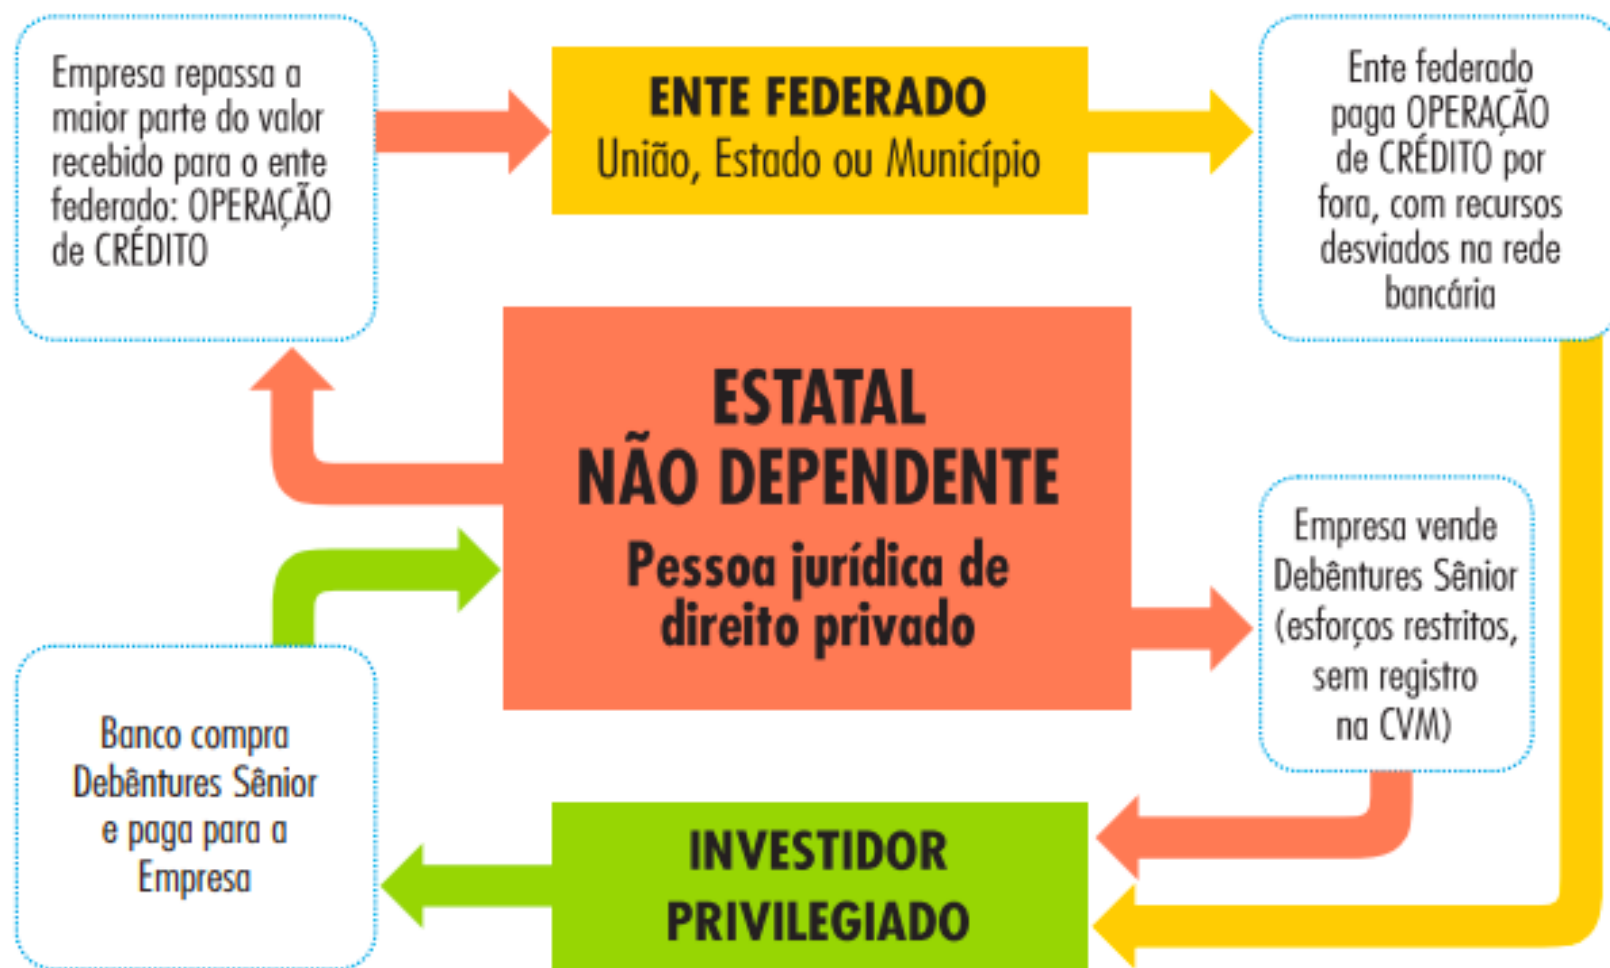 Empresa repassa a
maior parte do valor
recebido para o ente
federado: OPERAÇÃO
de CRÉDITO
ENTE FEDERADO
União, Estado ou Município
Ente federado
paga OPERAÇÃO
de CRÉDITO por
fora, com recursos
desviados na rede
bancária
ESTATAL
NÃO DEPENDENTE
Pessoa jurídica de
direito privado
Empresa vende
Debêntures Sênior
(esforços restritos,
sem registro
na CVM)
Banco compra
Debêntures Sênior
e paga para a
Empresa
INVESTIDOR
PRIVILEGIADO